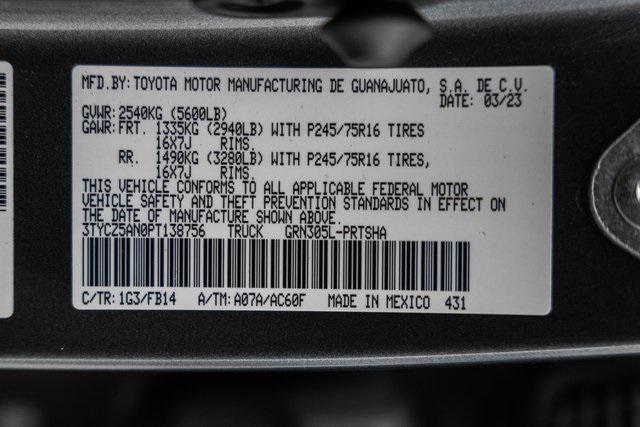 MFD.BY: TOYOTA MOTOR MANUFACTURING DE GUANAJUATO, S.A. DE C.V.
DATE: 03/23
GVWR: 2540KG (5600LB)
GAWR: FRT. 1335KG (2940LB) WITH P245/75R16 TIRES
16X7J RIMS.
RR. 1490KG (3280LB) WITH P245/75R16 TIRES,
16X7J RIMS.
THIS VEHICLE CONFORMS TO ALL APPLICABLE FEDERAL MOTOR
VEHICLE SAFETY AND THEFT PREVENTION STANDARDS IN EFFECT ON THE
DATE OF MANUFACTURE SHOWN ABOVE.
3TYCZ5AN0PT138756 TRUCK GRN305L-PRTSHA
C/TR: 1G3/FB14 A/TM: A07A/AC60F MADE IN MEXICO 431